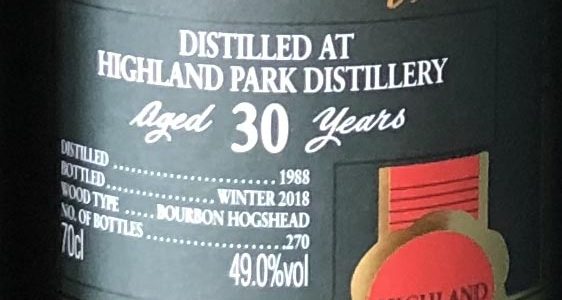 DISTILLED AT
HIGHLAND PARK DISTILLERY
Aged 30 Years
DISTILLED ............................ 1988
BOTTLED .................... WINTER 2018
WOOD TYPE ..... BOURBON HOGSHEAD
NO. OF BOTTLES ........................ 270
70cl 49.0%vol
HIGHLAND